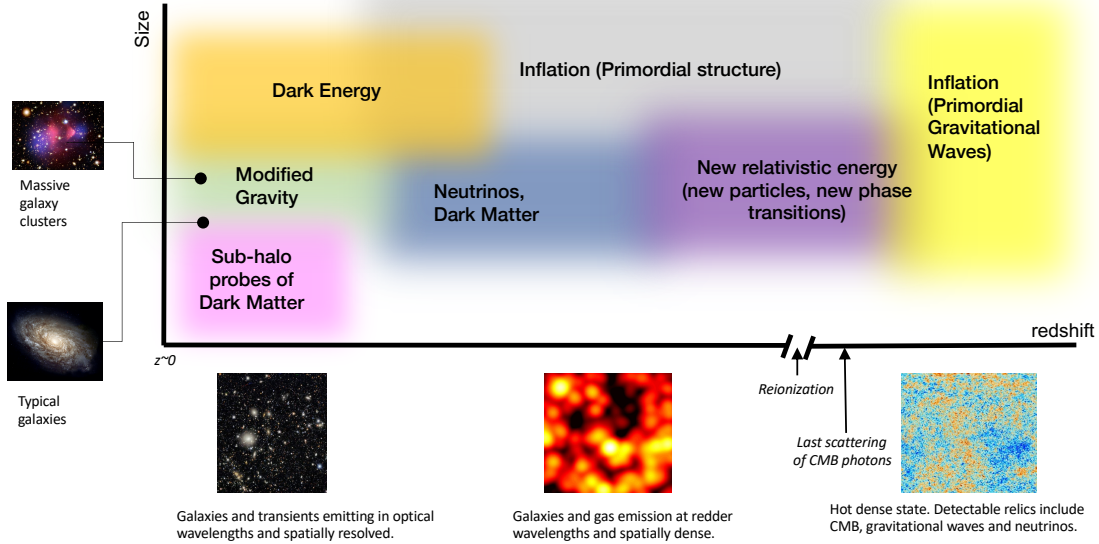 Size
Dark Energy
Inflation (Primordial structure)
Inflation
(Primordial
Gravitational
Waves)
Massive
galaxy
clusters
Modified
Gravity
Neutrinos,
Dark Matter
New relativistic energy
(new particles, new phase
transitions)
Sub-halo
probes of
Dark Matter
Typical
galaxies
z~0
redshift
Reionization
Last scattering
of CMB photons
Galaxies and transients emitting in optical
wavelengths and spatially resolved.
Galaxies and gas emission at redder
wavelengths and spatially dense.
Hot dense state. Detectable relics include
CMB, gravitational waves and neutrinos.